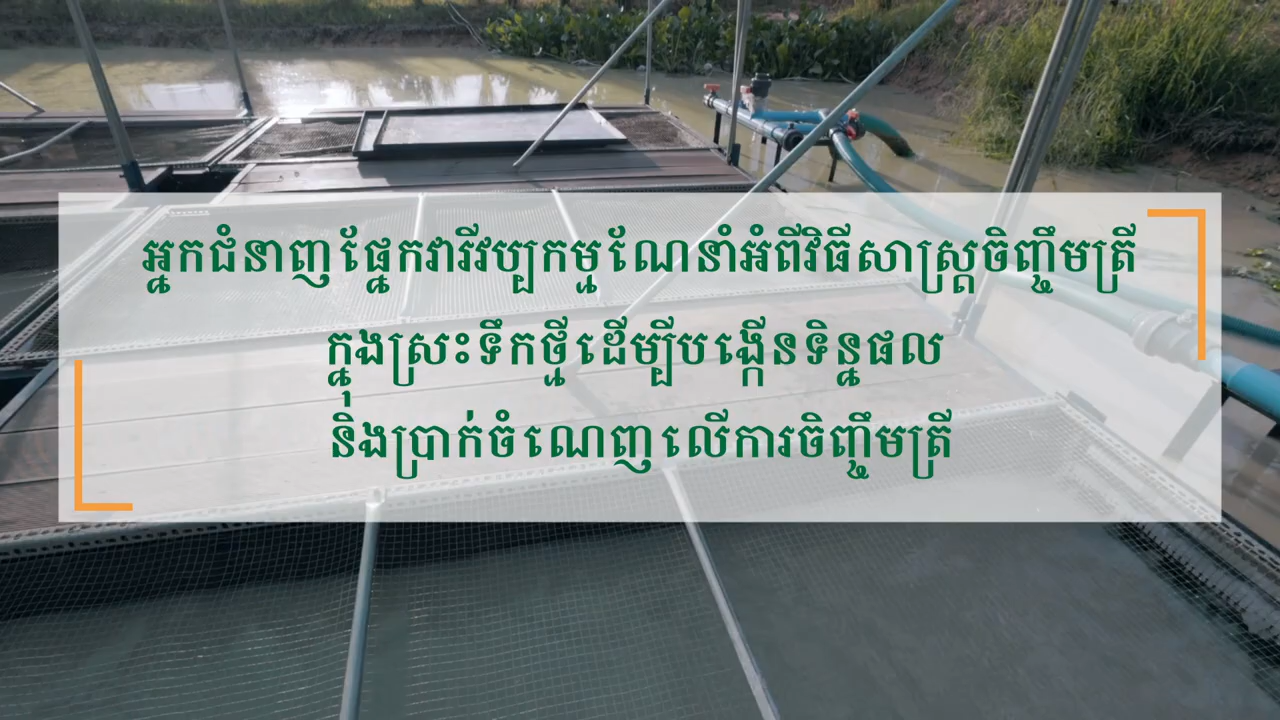 អ្នកជំនាញផ្នែកវារីវប្បកម្ម ណែនាំអំពីវិធីសាស្ត្រចិញ្ចឹមត្រី
ក្នុងស្រះទឹកថ្មី ដើម្បីបង្កើនទិន្នផល
និងប្រាក់ចំណេញលើការចិញ្ចឹមត្រី